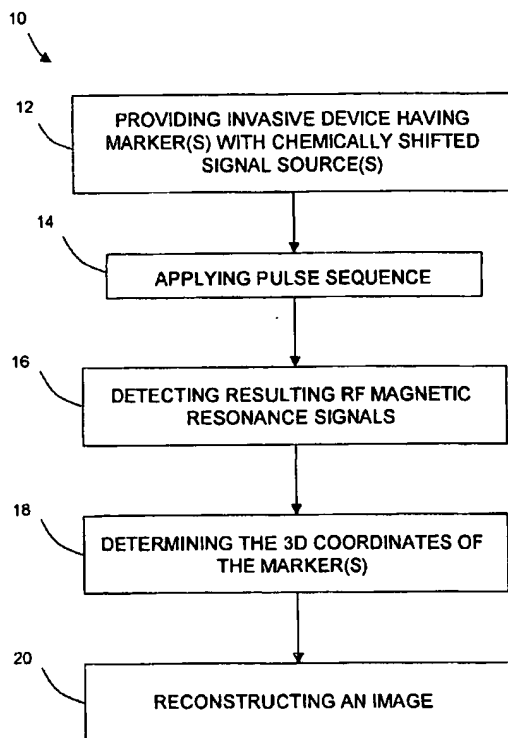 10
12
PROVIDING INVASIVE DEVICE HAVING
MARKER(S) WITH CHEMICALLY SHIFTED
SIGNAL SOURCE(S)
14
APPLYING PULSE SEQUENCE
16
DETECTING RESULTING RF MAGNETIC
RESONANCE SIGNALS
18
DETERMINING THE 3D COORDINATES OF
THE MARKER(S)
20
RECONSTRUCTING AN IMAGE